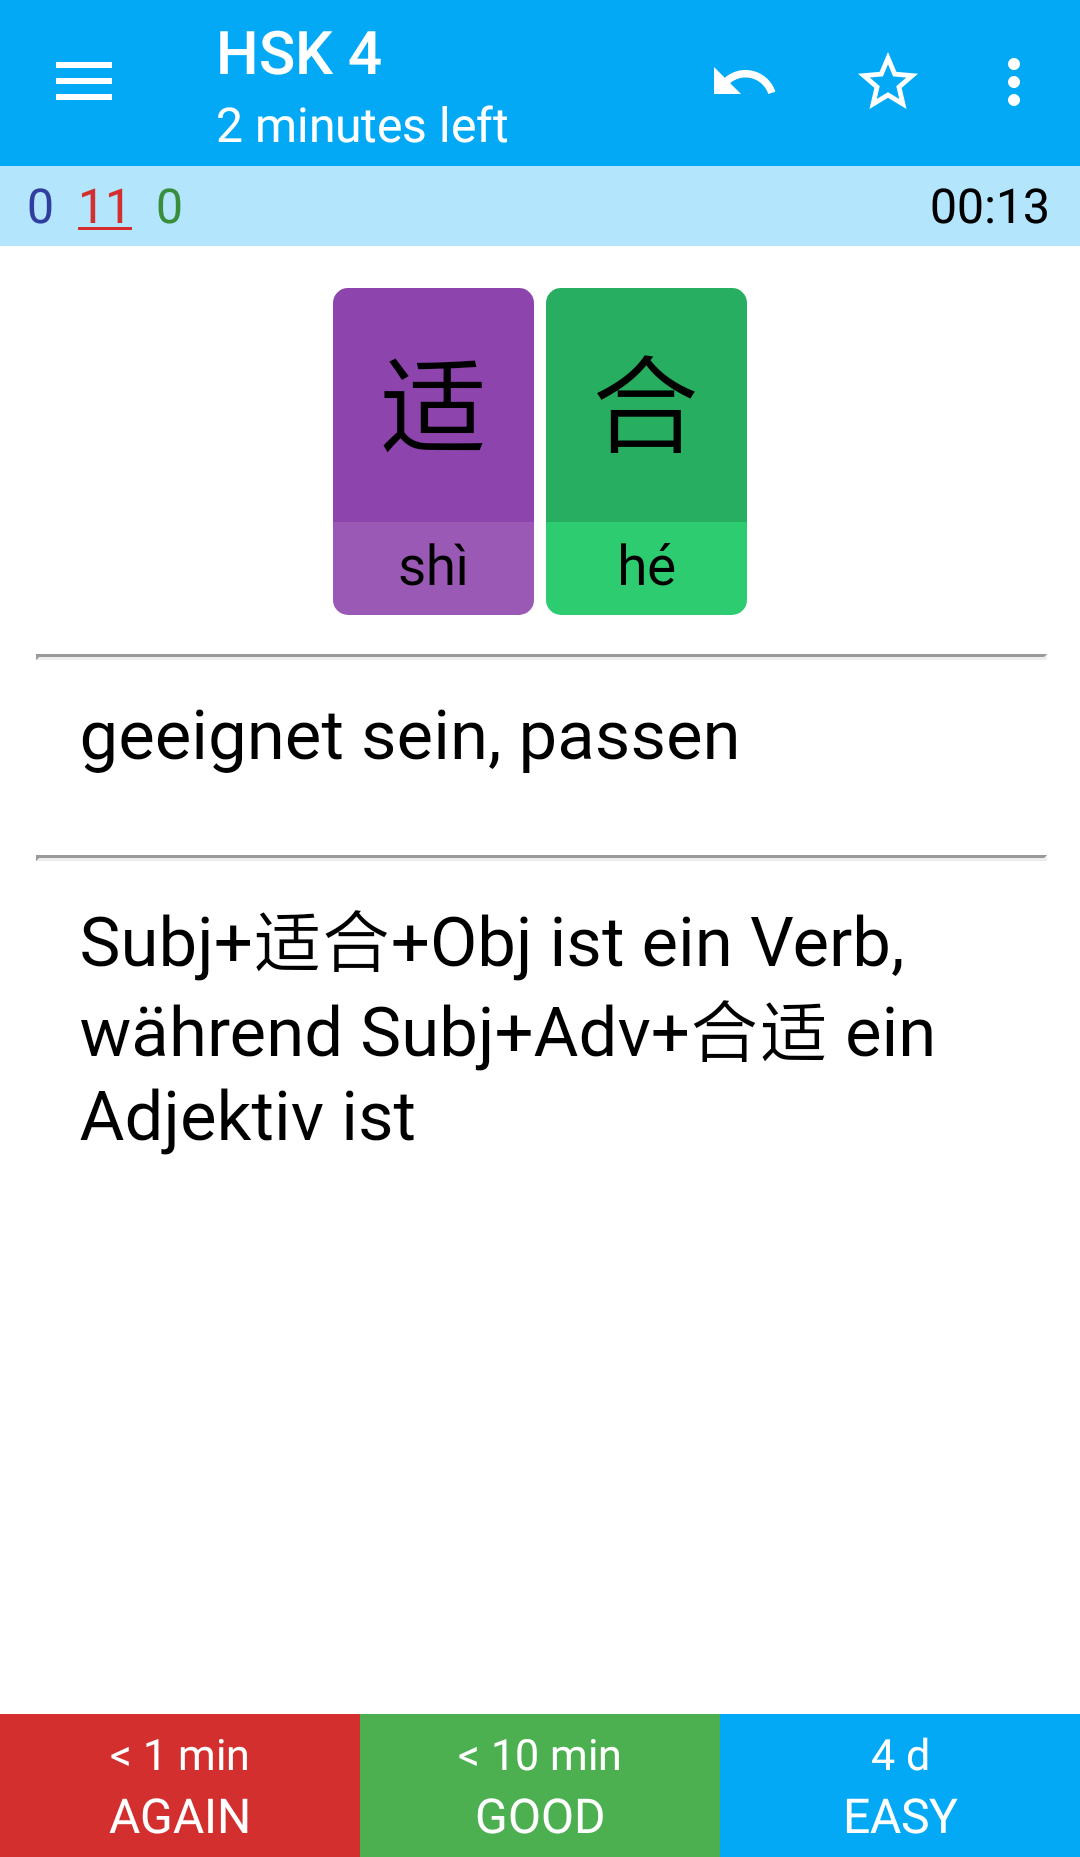 HSK 4
2 minutes left
0 11 0 00:13
适 合
shì hé
geeignet sein, passen
Subj+适合+Obj ist ein Verb,
während Subj+Adv+合适 ein
Adjektiv ist
< 1 min < 10 min 4 d
AGAIN GOOD EASY